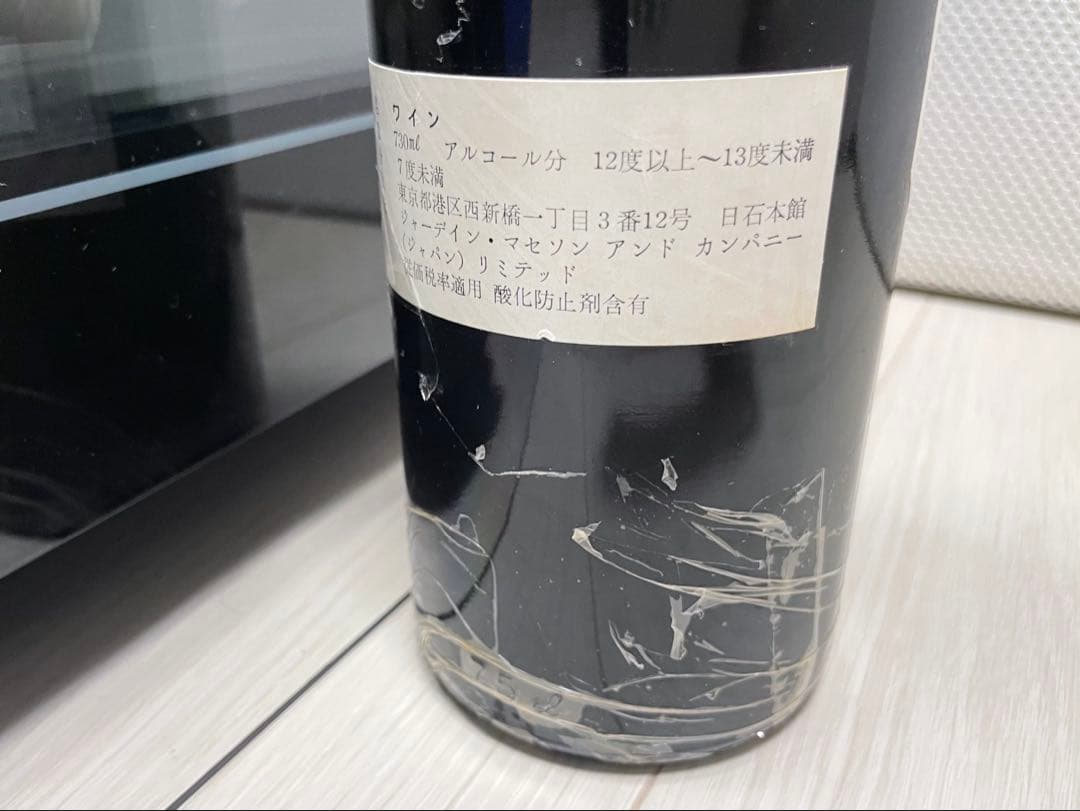 ワイン
730ml アルコール分 12度以上〜13度未満
7度未満
東京都港区西新橋一丁目3番12号 日石本館
ジャーデイン・マセソン アンド カンパニー
(ジャパン) リミテッド
価税率適用 酸化防止剤含有
75